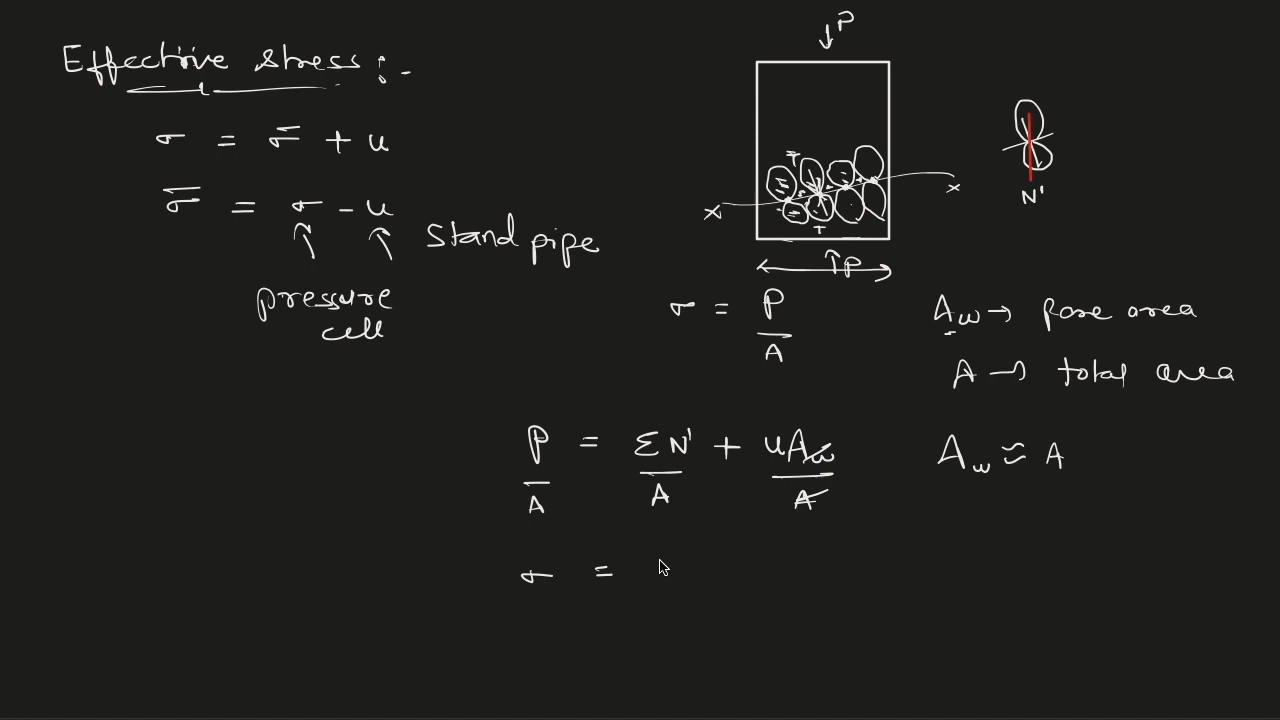 Effective stress :-
σ = σ̄ + u
σ̄ = σ - u
Stand pipe
pressure
cell
↓P
N'
x x
↑P
σ = P/A
Aw → Pore area
A → total area
P/A = ΣN'/A + uAw/A
Aw ≈ A
σ =